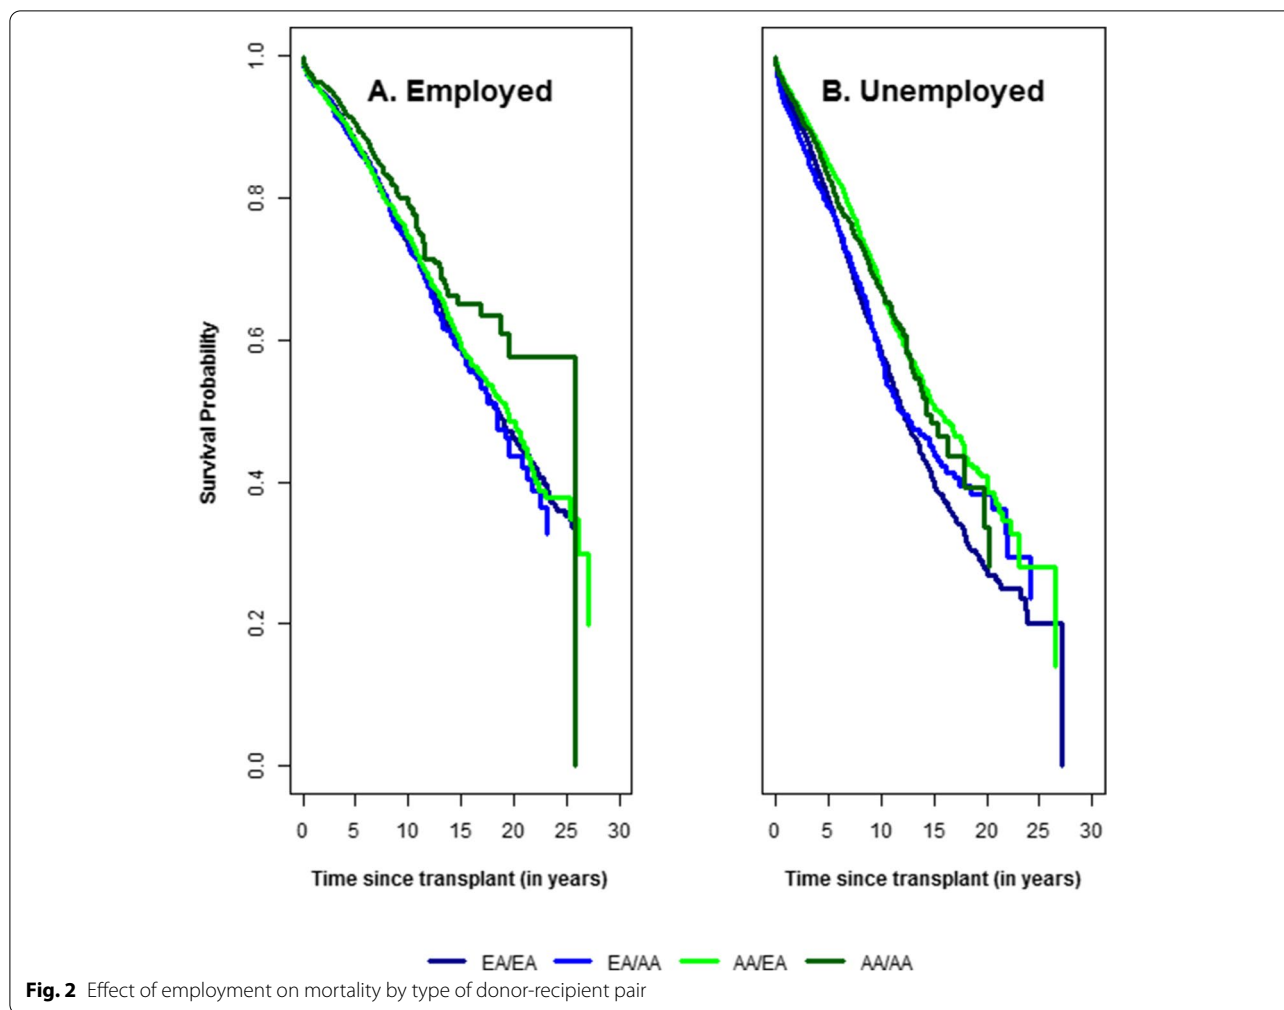 A. Employed
B. Unemployed
Survival Probability
1.0
0.8
0.6
0.4
0.2
0.0
0 5 10 15 20 25 30
0 5 10 15 20 25 30
Time since transplant (in years)
Time since transplant (in years)
EA/EA EA/AA AA/EA AA/AA
Fig. 2 Effect of employment on mortality by type of donor-recipient pair